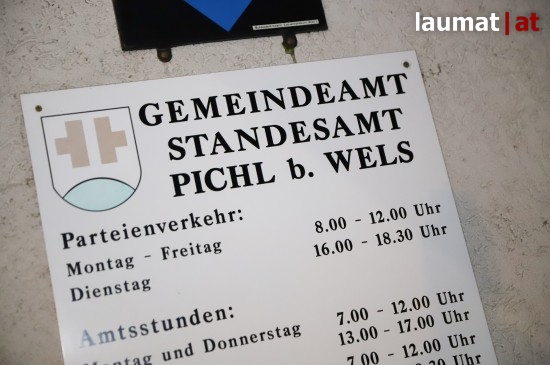 laumat|at
GEMEINDEAMT
STANDESAMT
PICHL b. WELS
Parteienverkehr:
Montag - Freitag 8.00 - 12.00 Uhr
Dienstag 16.00 - 18.30 Uhr
Amtsstunden:
Montag und Donnerstag 7.00 - 12.00 Uhr
13.00 - 17.00 Uhr
7.00 - 12.00 Uhr
Uhr